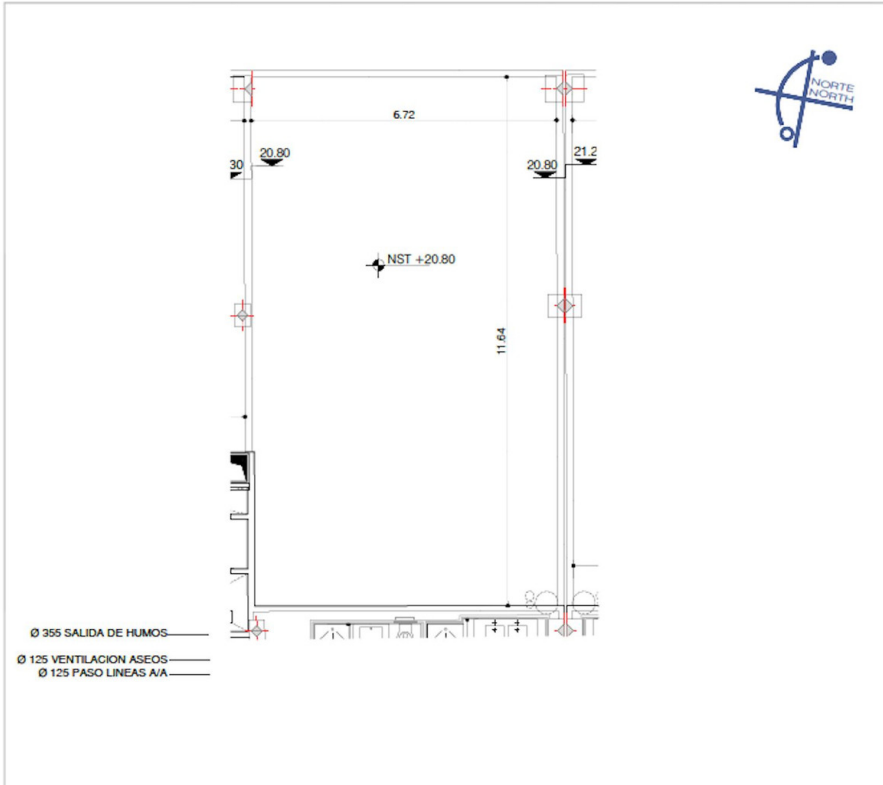 NORTE
NORTH
6.72
30
20.80
20.80
21.2
NST +20.80
11.64
Ø 355 SALIDA DE HUMOS
Ø 125 VENTILACION ASEOS
Ø 125 PASO LINEAS A/A